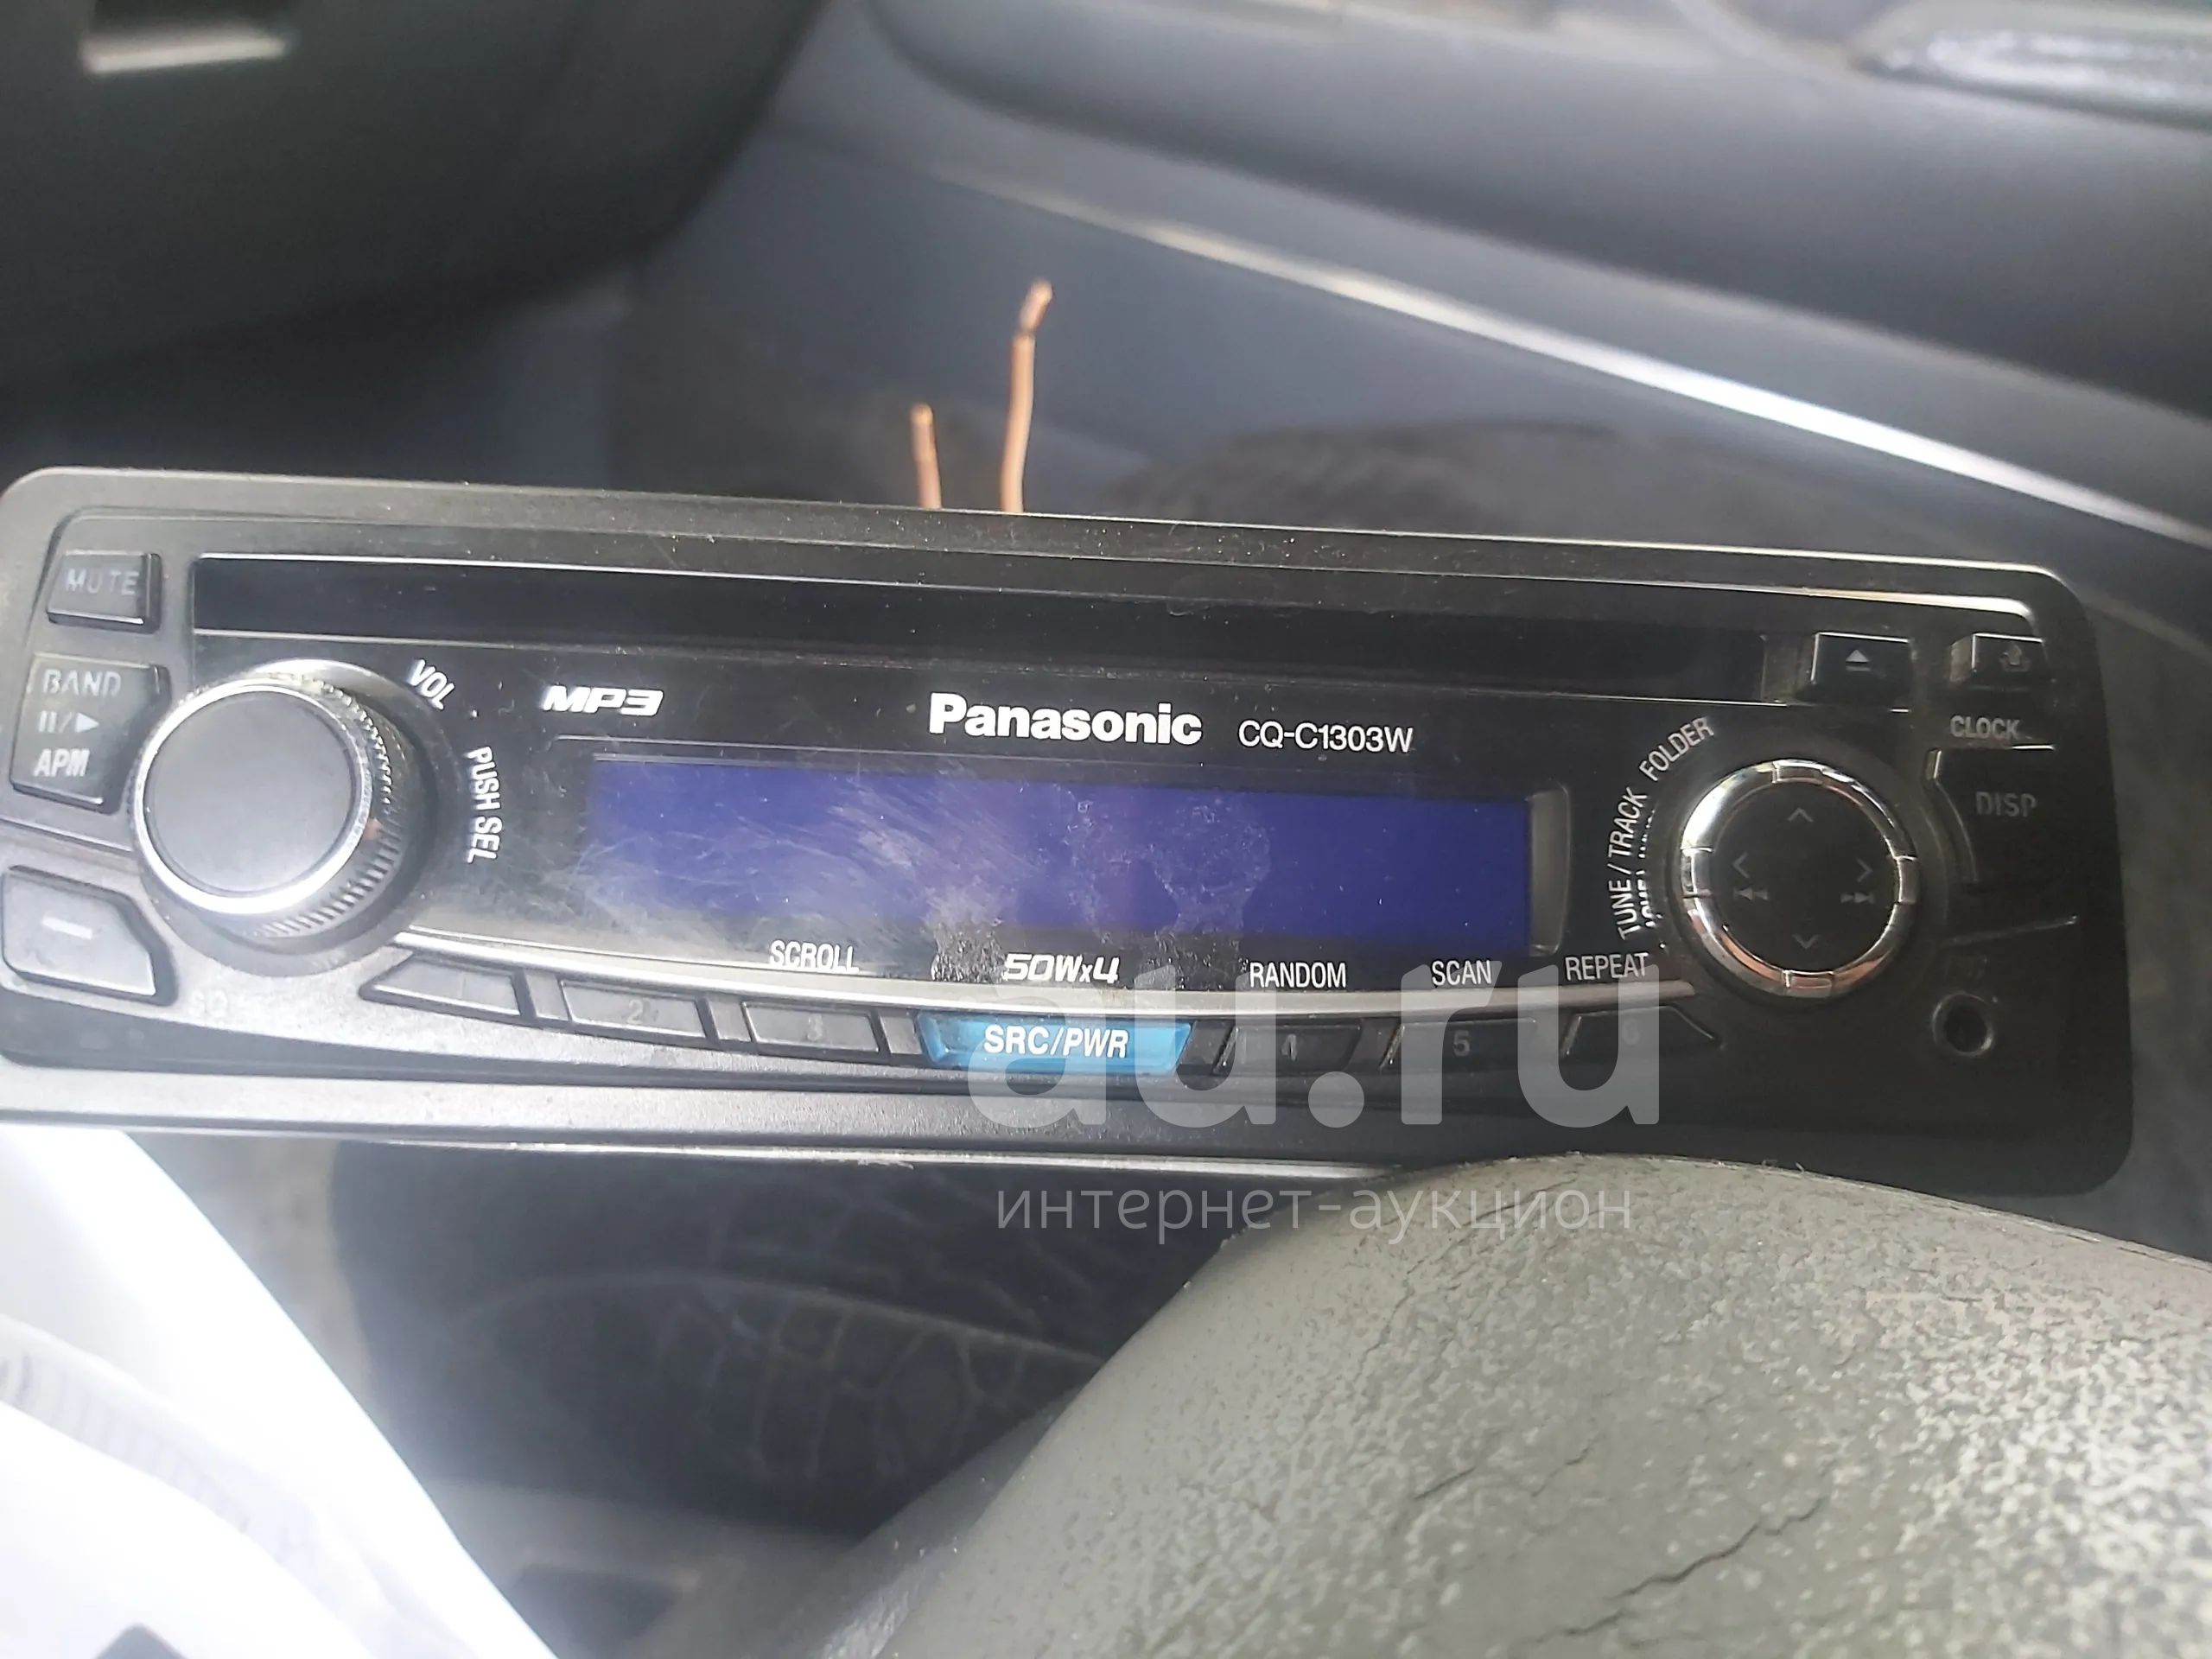 MUTE
BAND
II/▶
APM
VOL
PUSH SEL
MP3
Panasonic CQ-C1303W
FOLDER
TUNE / TRACK
CLOCK
DISP
SCROLL
50Wx4
RANDOM
SCAN
REPEAT
2
3
SRC/PWR
4
5
6
au.ru
интернет-аукцион